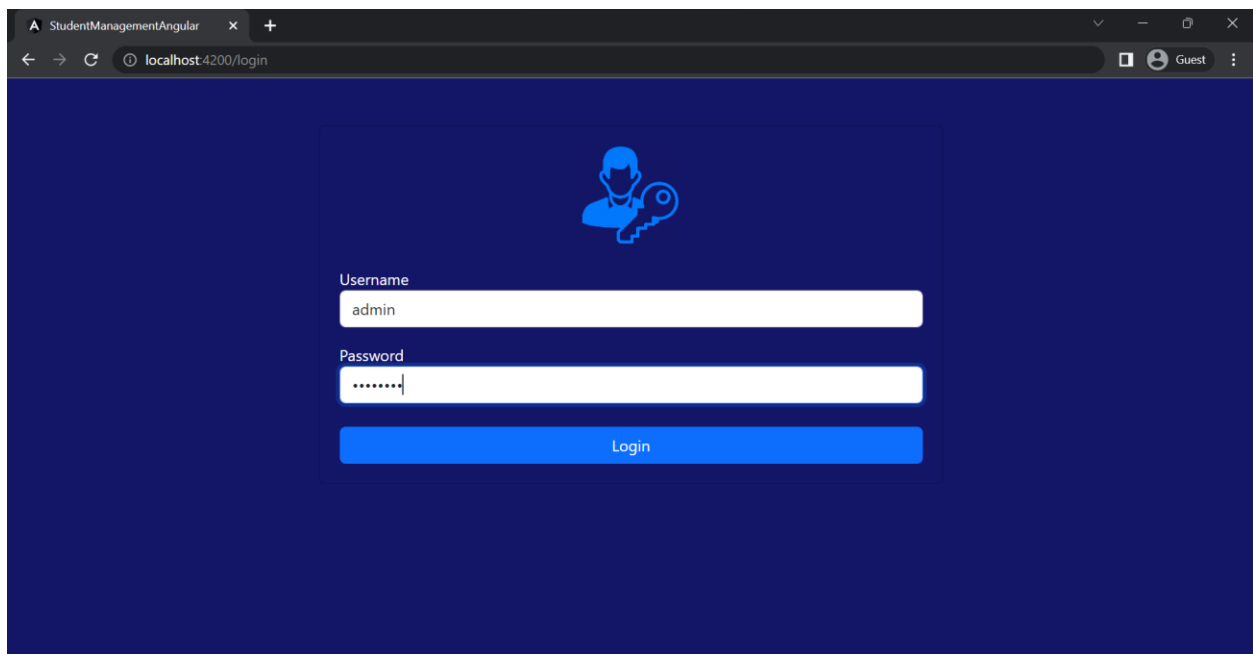 StudentManagementAngular
localhost:4200/login
Guest
Username
admin
Password
••••••••
Login